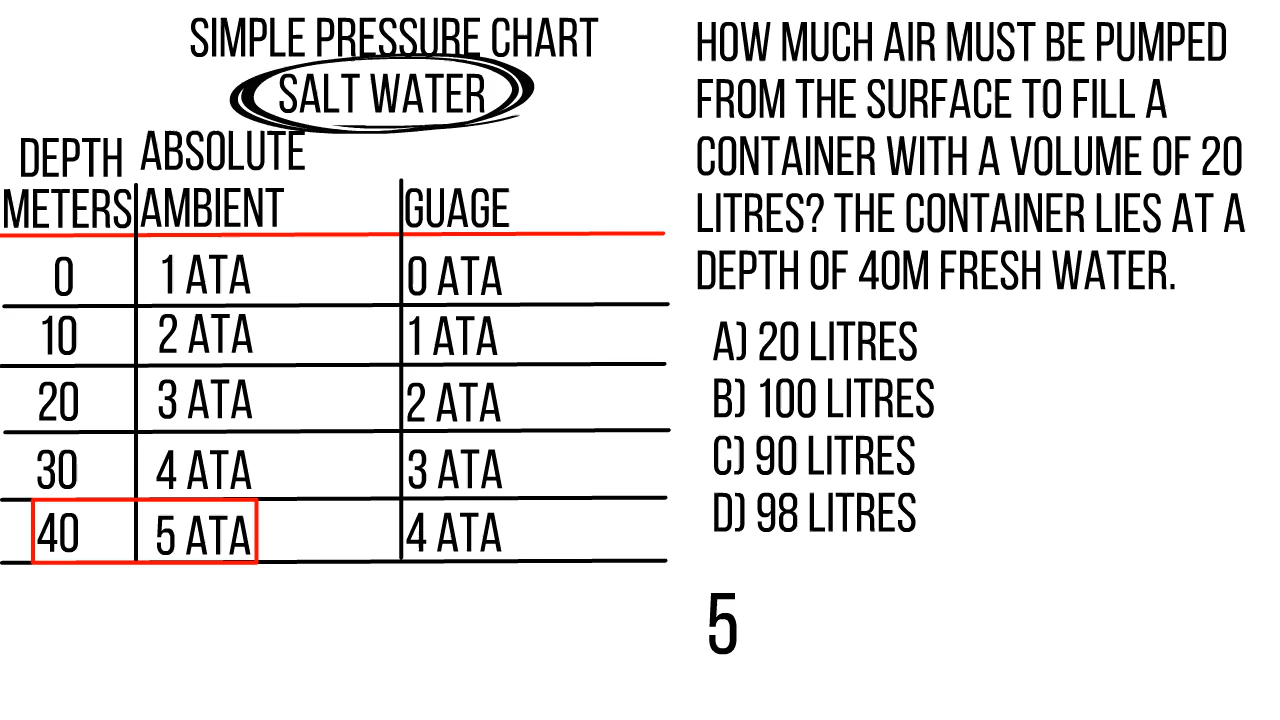 SIMPLE PRESSURE CHART
SALT WATER
DEPTH METERS | ABSOLUTE AMBIENT | GUAGE
0 | 1 ATA | 0 ATA
10 | 2 ATA | 1 ATA
20 | 3 ATA | 2 ATA
30 | 4 ATA | 3 ATA
40 | 5 ATA | 4 ATA
HOW MUCH AIR MUST BE PUMPED
FROM THE SURFACE TO FILL A
CONTAINER WITH A VOLUME OF 20
LITRES? THE CONTAINER LIES AT A
DEPTH OF 40M FRESH WATER.
A) 20 LITRES
B) 100 LITRES
C) 90 LITRES
D) 98 LITRES
5